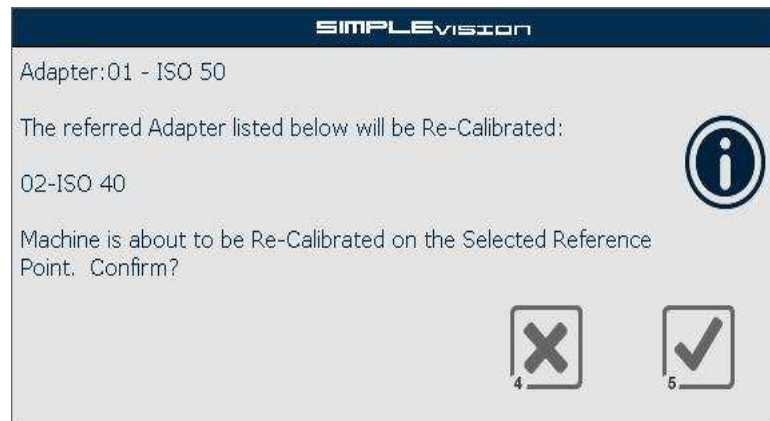 SIMPLEVISION
Adapter:01 - ISO 50
The referred Adapter listed below will be Re-Calibrated:
02-ISO 40
Machine is about to be Re-Calibrated on the Selected Reference
Point. Confirm?
4
5